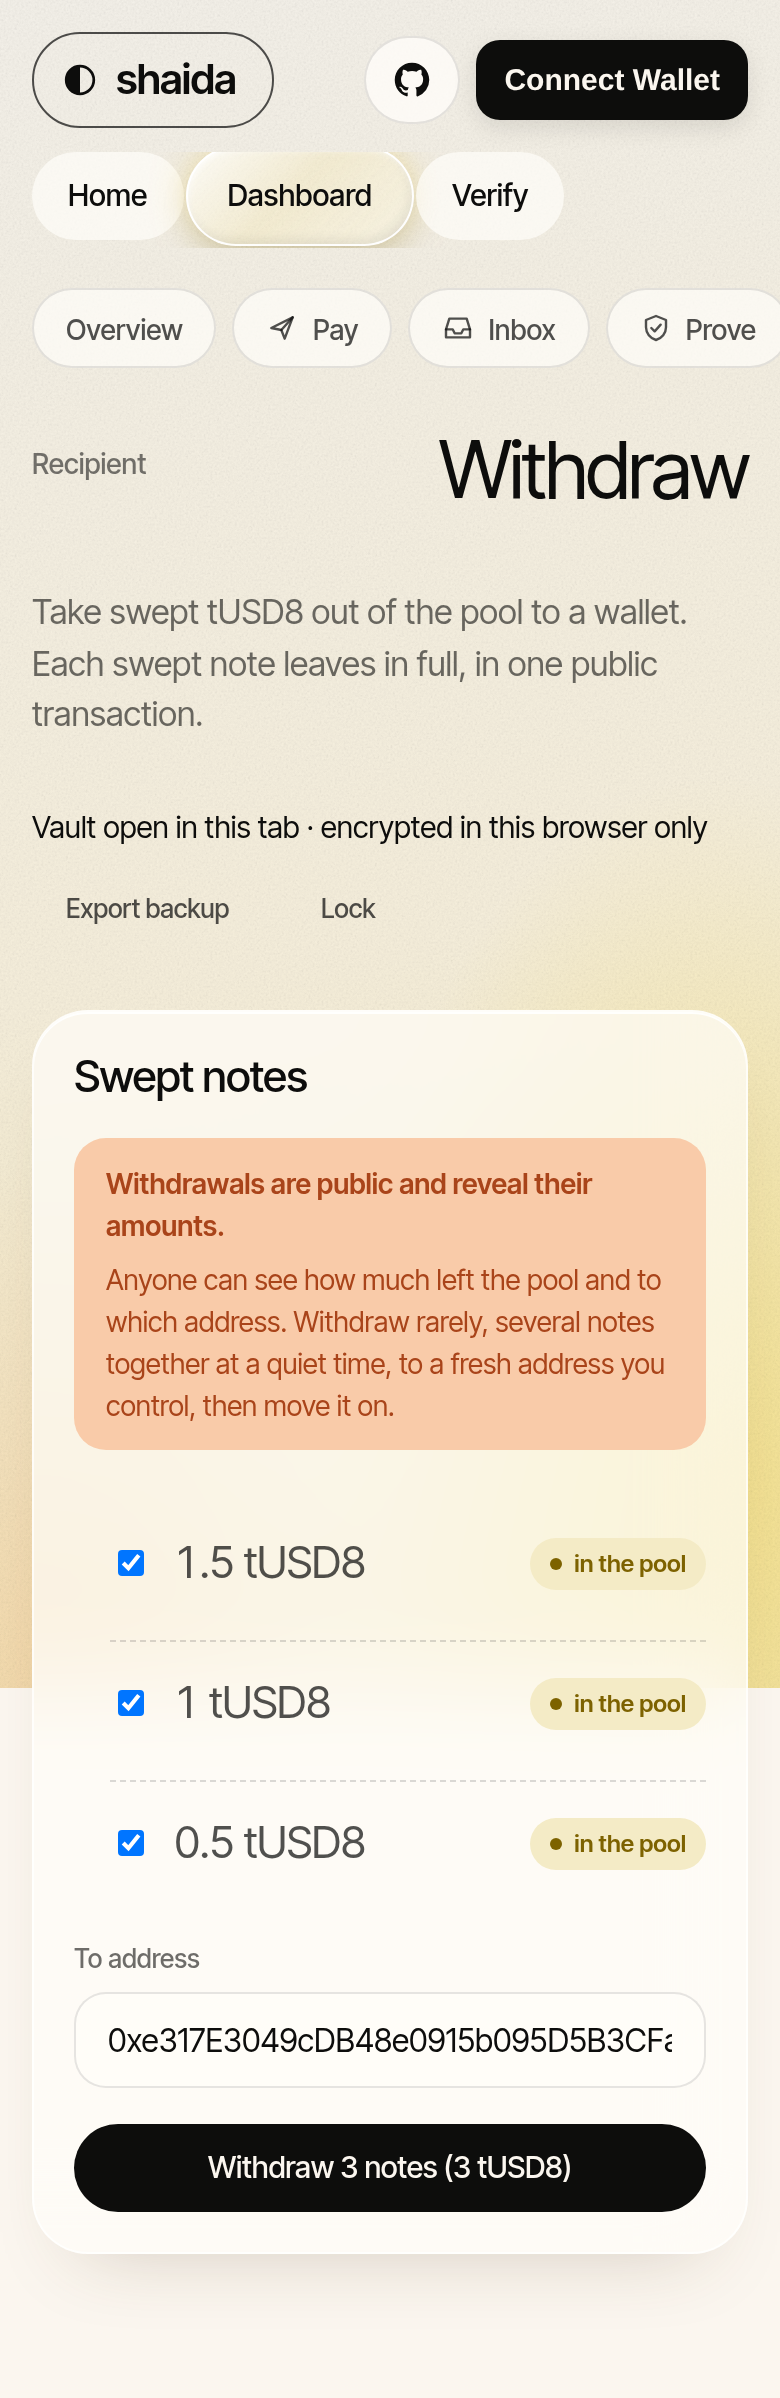 shaida
Connect Wallet
Home
Dashboard
Verify
Overview
Pay
Inbox
Prove
Recipient
Withdraw
Take swept tUSD8 out of the pool to a wallet.
Each swept note leaves in full, in one public
transaction.
Vault open in this tab · encrypted in this browser only
Export backup
Lock
Swept notes
Withdrawals are public and reveal their
amounts.
Anyone can see how much left the pool and to
which address. Withdraw rarely, several notes
together at a quiet time, to a fresh address you
control, then move it on.
1.5 tUSD8
in the pool
1 tUSD8
in the pool
0.5 tUSD8
in the pool
To address
0xe317E3049cDB48e0915b095D5B3CFa
Withdraw 3 notes (3 tUSD8)